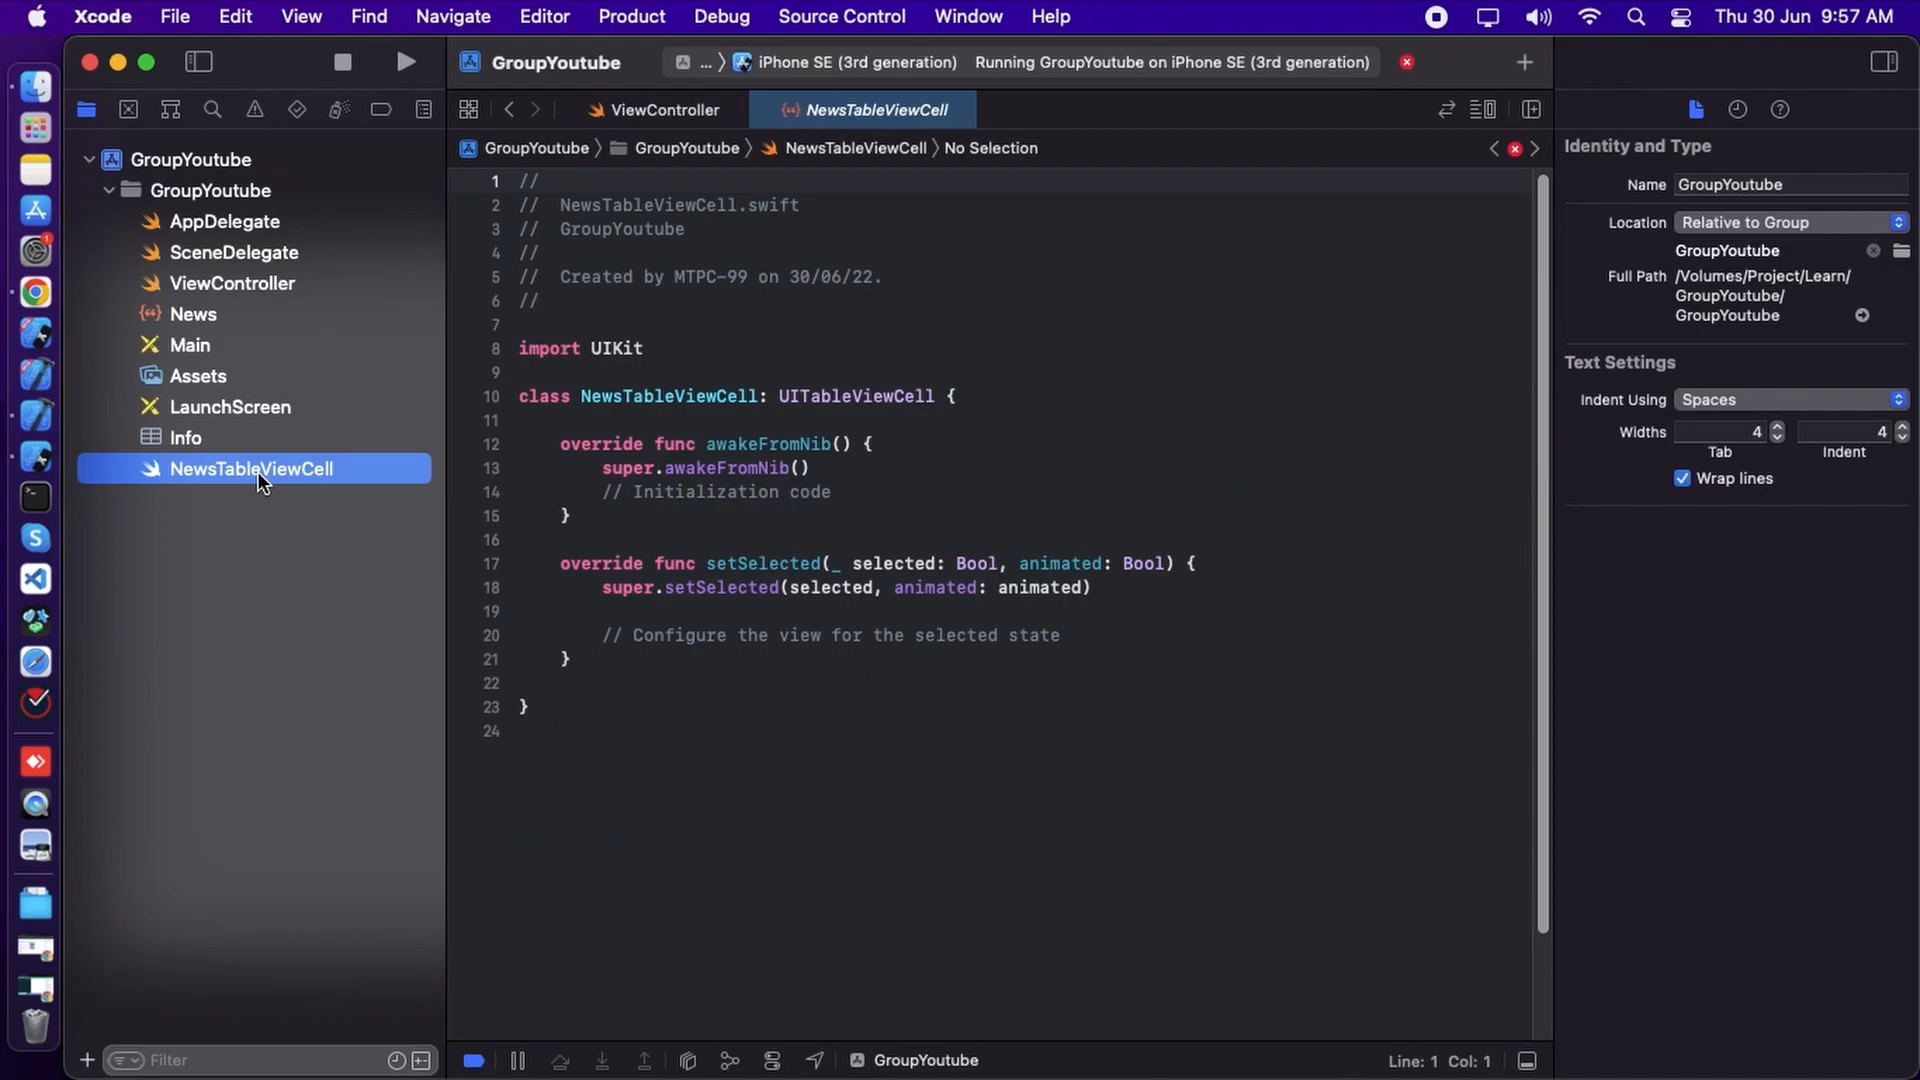 Xcode File Edit View Find Navigate Editor Product Debug Source Control Window Help Thu 30 Jun 9:57 AM
GroupYoutube ... 〉 iPhone SE (3rd generation) Running GroupYoutube on iPhone SE (3rd generation)
ViewController NewsTableViewCell
GroupYoutube 〉 GroupYoutube 〉 NewsTableViewCell 〉 No Selection
GroupYoutube
GroupYoutube
AppDelegate
SceneDelegate
ViewController
News
Main
Assets
LaunchScreen
Info
NewsTableViewCell
Filter
1 //
2 //  NewsTableViewCell.swift
3 //  GroupYoutube
4 //
5 //  Created by MTPC-99 on 30/06/22.
6 //
7
8 import UIKit
9
10 class NewsTableViewCell: UITableViewCell {
11
12     override func awakeFromNib() {
13         super.awakeFromNib()
14         // Initialization code
15     }
16
17     override func setSelected(_ selected: Bool, animated: Bool) {
18         super.setSelected(selected, animated: animated)
19
20         // Configure the view for the selected state
21     }
22
23 }
24
GroupYoutube Line: 1 Col: 1
Identity and Type
Name GroupYoutube
Location Relative to Group
GroupYoutube
Full Path /Volumes/Project/Learn/
GroupYoutube/
GroupYoutube
Text Settings
Indent Using Spaces
Widths 4 4
Tab Indent
Wrap lines